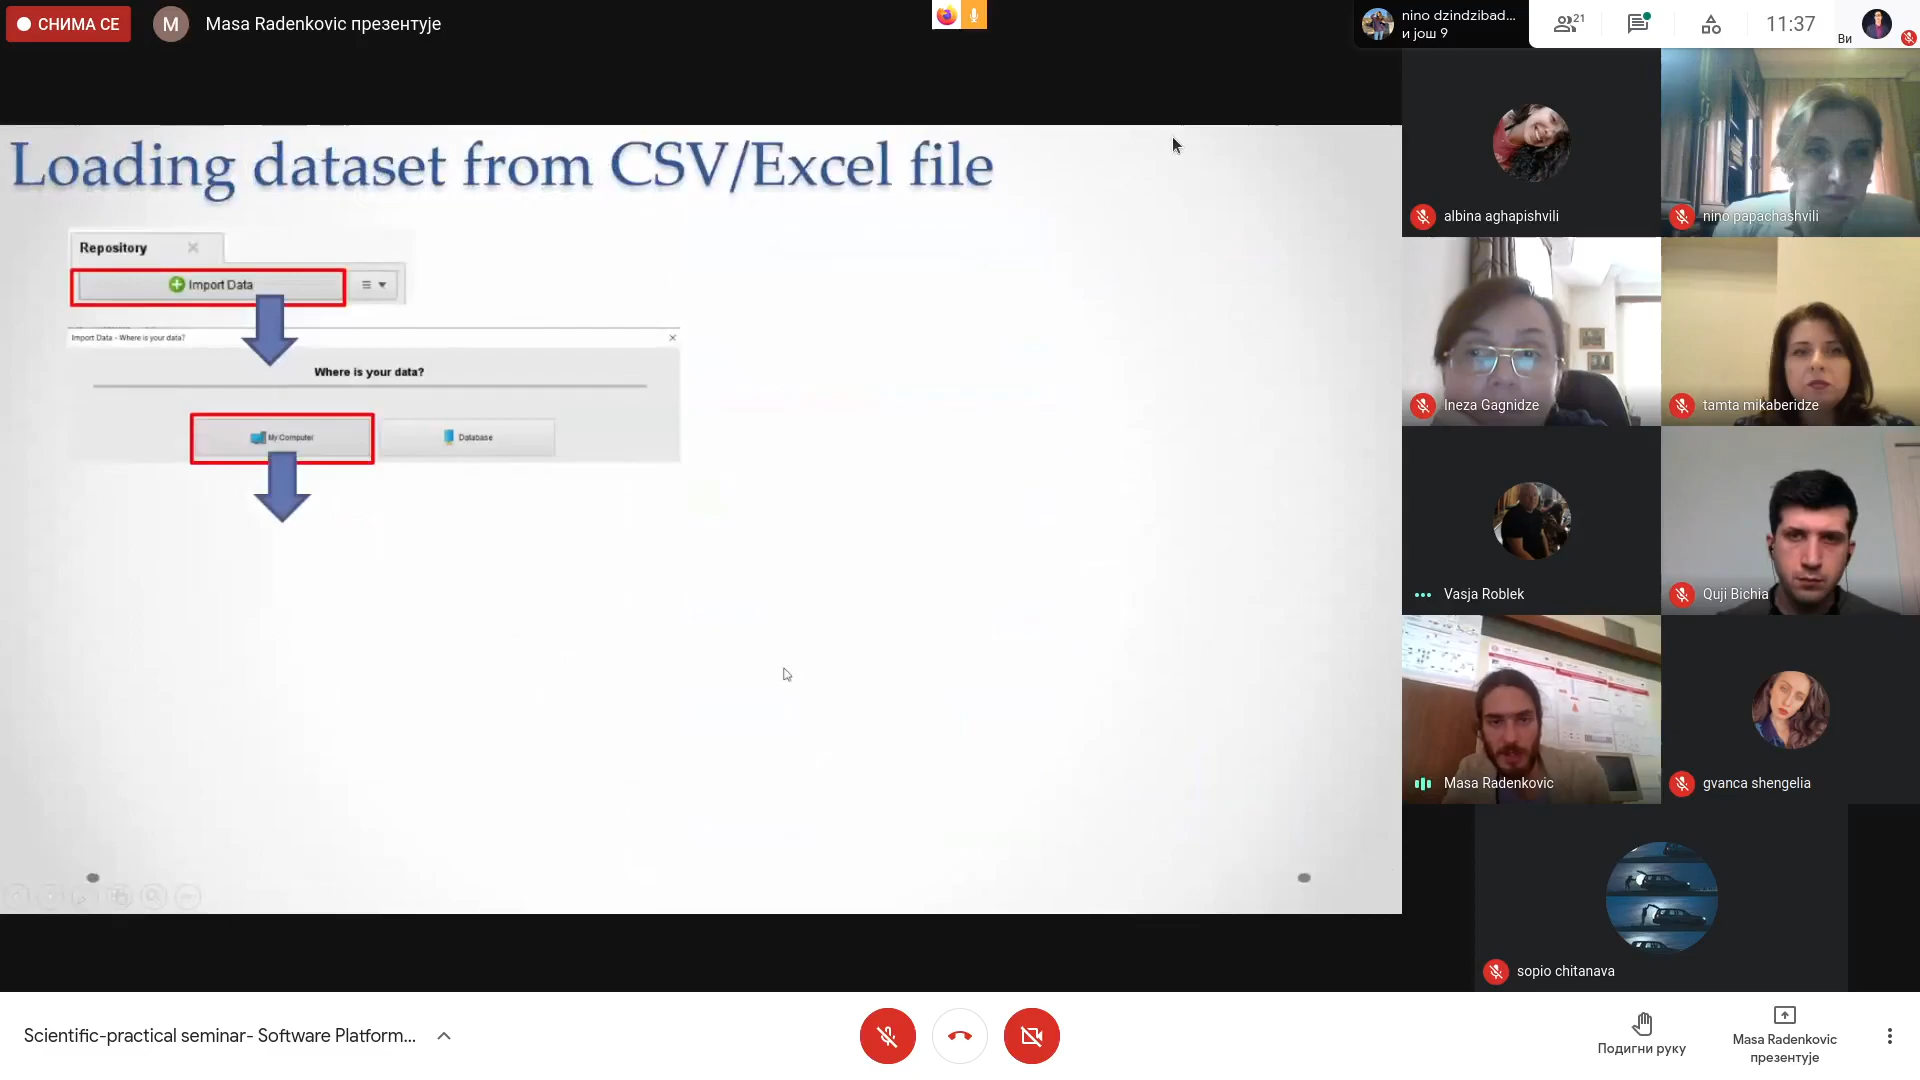 СНИМА СЕ
M
Masa Radenkovic презентује
nino dzindzibad...
и још 9
21
11:37
Ви
Loading dataset from CSV/Excel file
Repository
Import Data
Import Data - Where is your data?
Where is your data?
My Computer
Database
albina aghapishvili
nino papachashvili
Ineza Gagnidze
tamta mikaberidze
Vasja Roblek
Quji Bichia
Masa Radenkovic
gvanca shengelia
sopio chitanava
Scientific-practical seminar- Software Platform...
Подигни руку
Masa Radenkovic
презентује